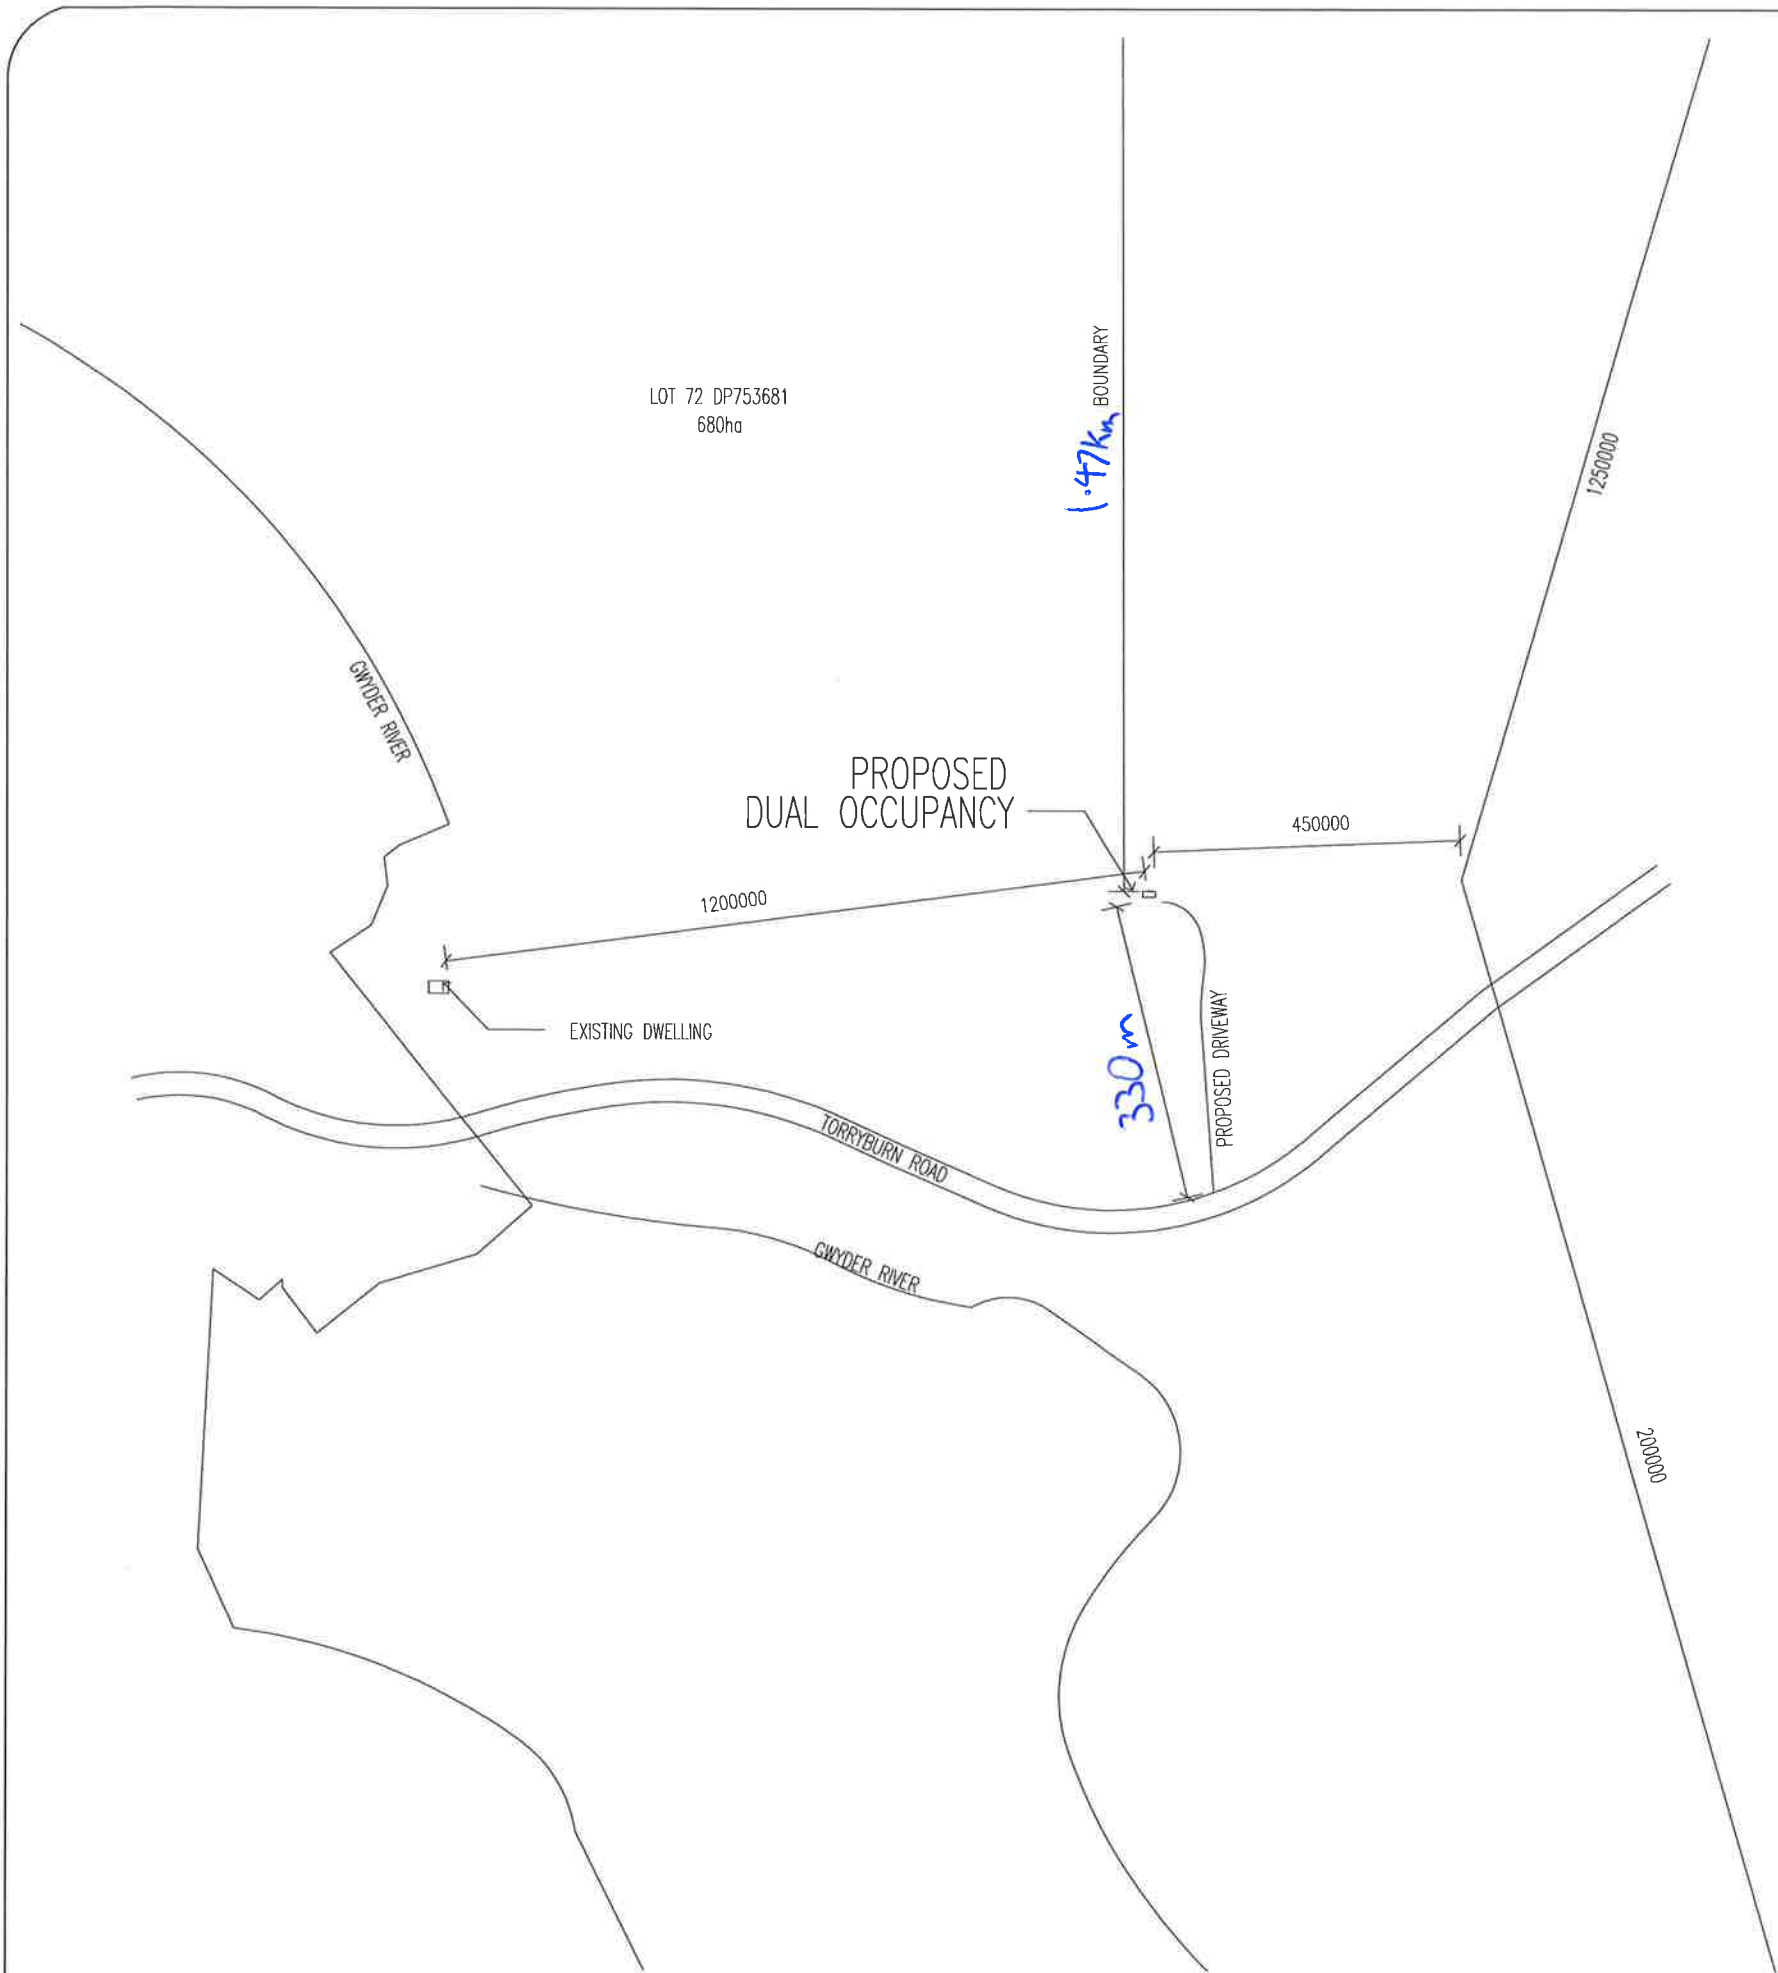 LOT 72 DP753681
680ha
BOUNDARY
1.47Km
1250000
GWYDER RIVER
PROPOSED
DUAL OCCUPANCY
450000
1200000
EXISTING DWELLING
330m
PROPOSED DRIVEWAY
TORRYBURN ROAD
GWYDER RIVER
200000